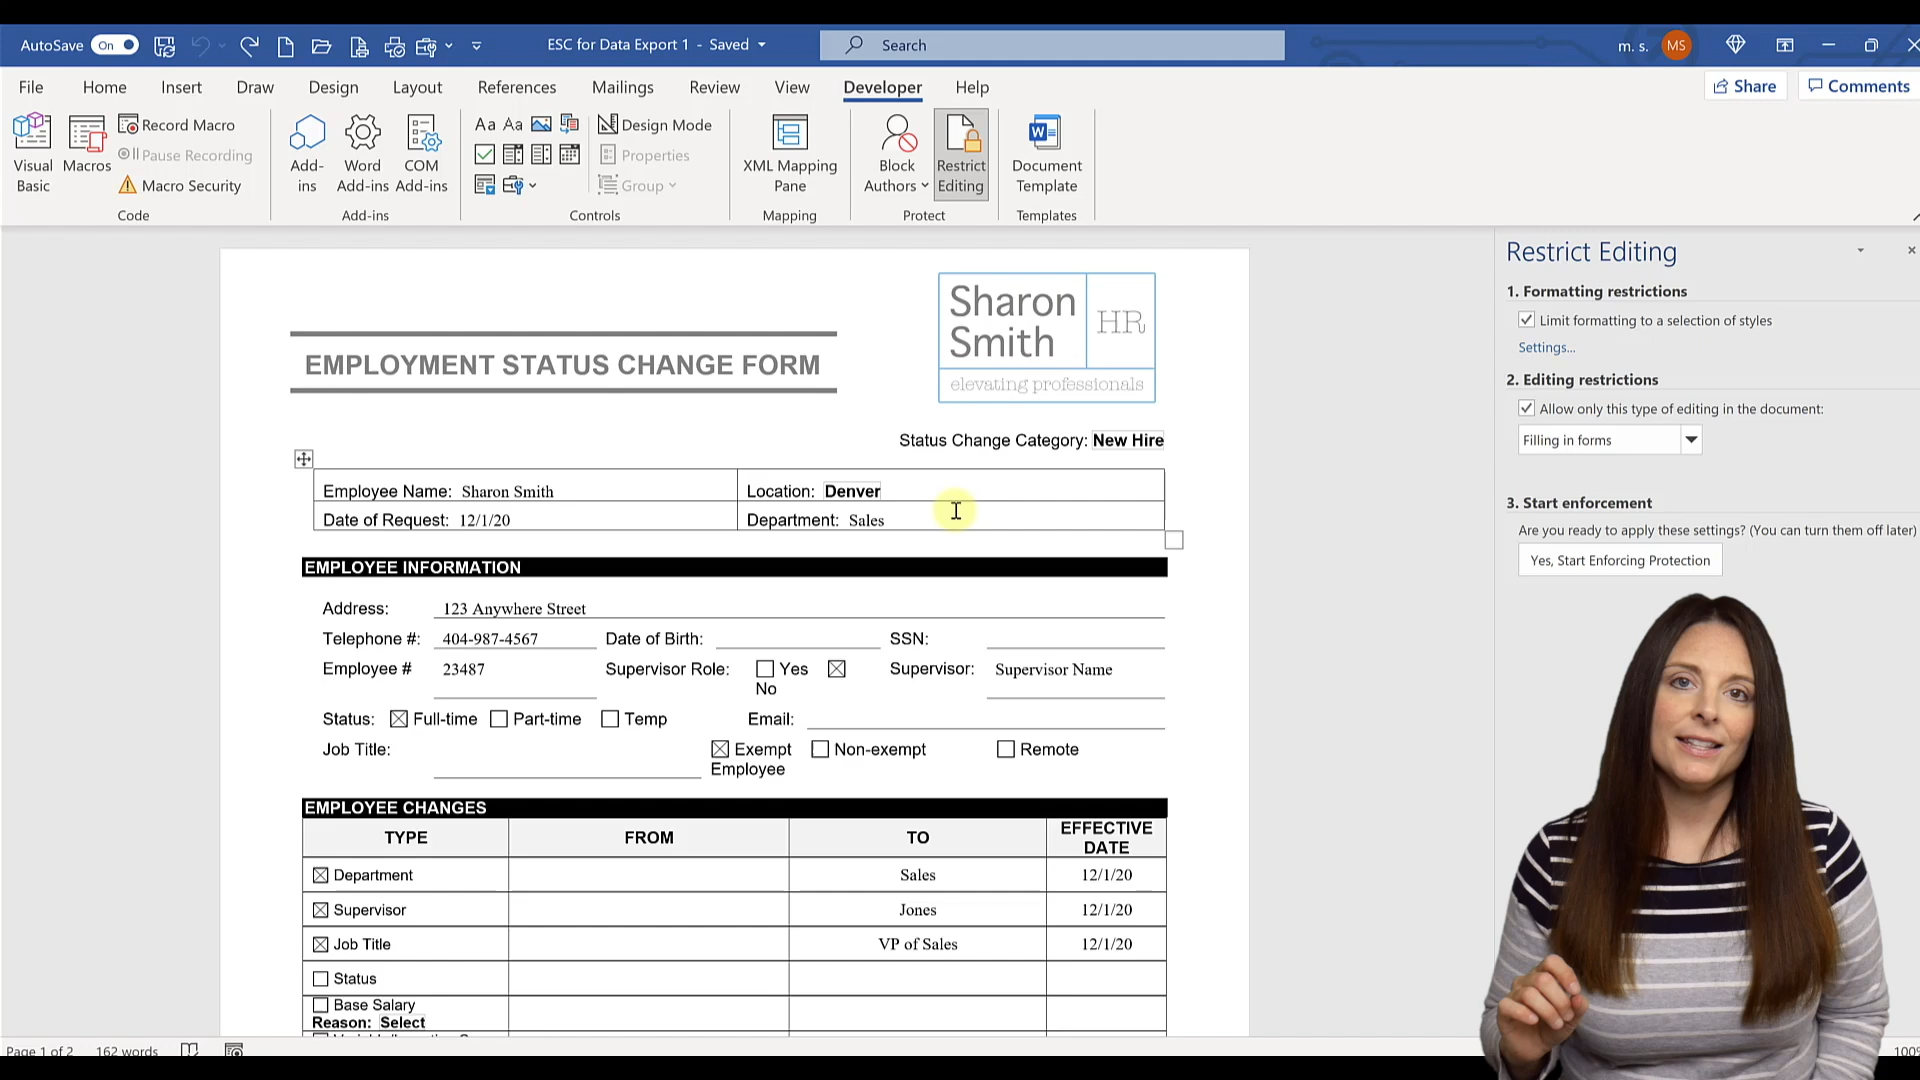 AutoSave On ESC for Data Export 1 - Saved Search m. s. MS
File Home Insert Draw Design Layout References Mailings Review View Developer Help Share Comments
Visual Basic
Macros
Record Macro
Pause Recording
Macro Security
Code
Add-ins
Word Add-ins
COM Add-ins
Add-ins
Aa Aa
Design Mode
Properties
Group
Controls
XML Mapping Pane
Mapping
Block Authors
Restrict Editing
Protect
Document Template
Templates
EMPLOYMENT STATUS CHANGE FORM
Sharon Smith HR
elevating professionals
Status Change Category: New Hire
Employee Name: Sharon Smith Location: Denver
Date of Request: 12/1/20 Department: Sales
EMPLOYEE INFORMATION
Address: 123 Anywhere Street
Telephone #: 404-987-4567 Date of Birth: SSN:
Employee # 23487 Supervisor Role: Yes No Supervisor: Supervisor Name
Status: Full-time Part-time Temp Email:
Job Title: Exempt Employee Non-exempt Remote
EMPLOYEE CHANGES
TYPE FROM TO EFFECTIVE DATE
Department Sales 12/1/20
Supervisor Jones 12/1/20
Job Title VP of Sales 12/1/20
Status
Base Salary
Reason: Select
Page 1 of 2 162 words
Restrict Editing
1. Formatting restrictions
Limit formatting to a selection of styles
Settings...
2. Editing restrictions
Allow only this type of editing in the document:
Filling in forms
3. Start enforcement
Are you ready to apply these settings? (You can turn them off later)
Yes, Start Enforcing Protection
100%